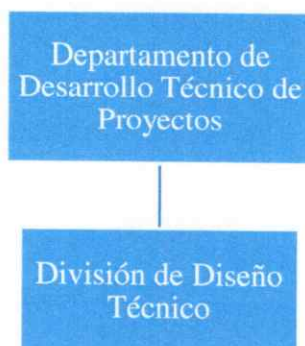 Departamento de
Desarrollo Técnico de
Proyectos
División de Diseño
Técnico